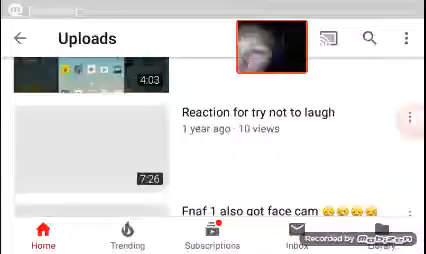 Uploads
4:03
Reaction for try not to laugh
1 year ago · 10 views
7:26
Fnaf 1 also got face cam 😞😞😞😞
Home
Trending
Subscriptions
Inbox
Library
Recorded by
Mobizen